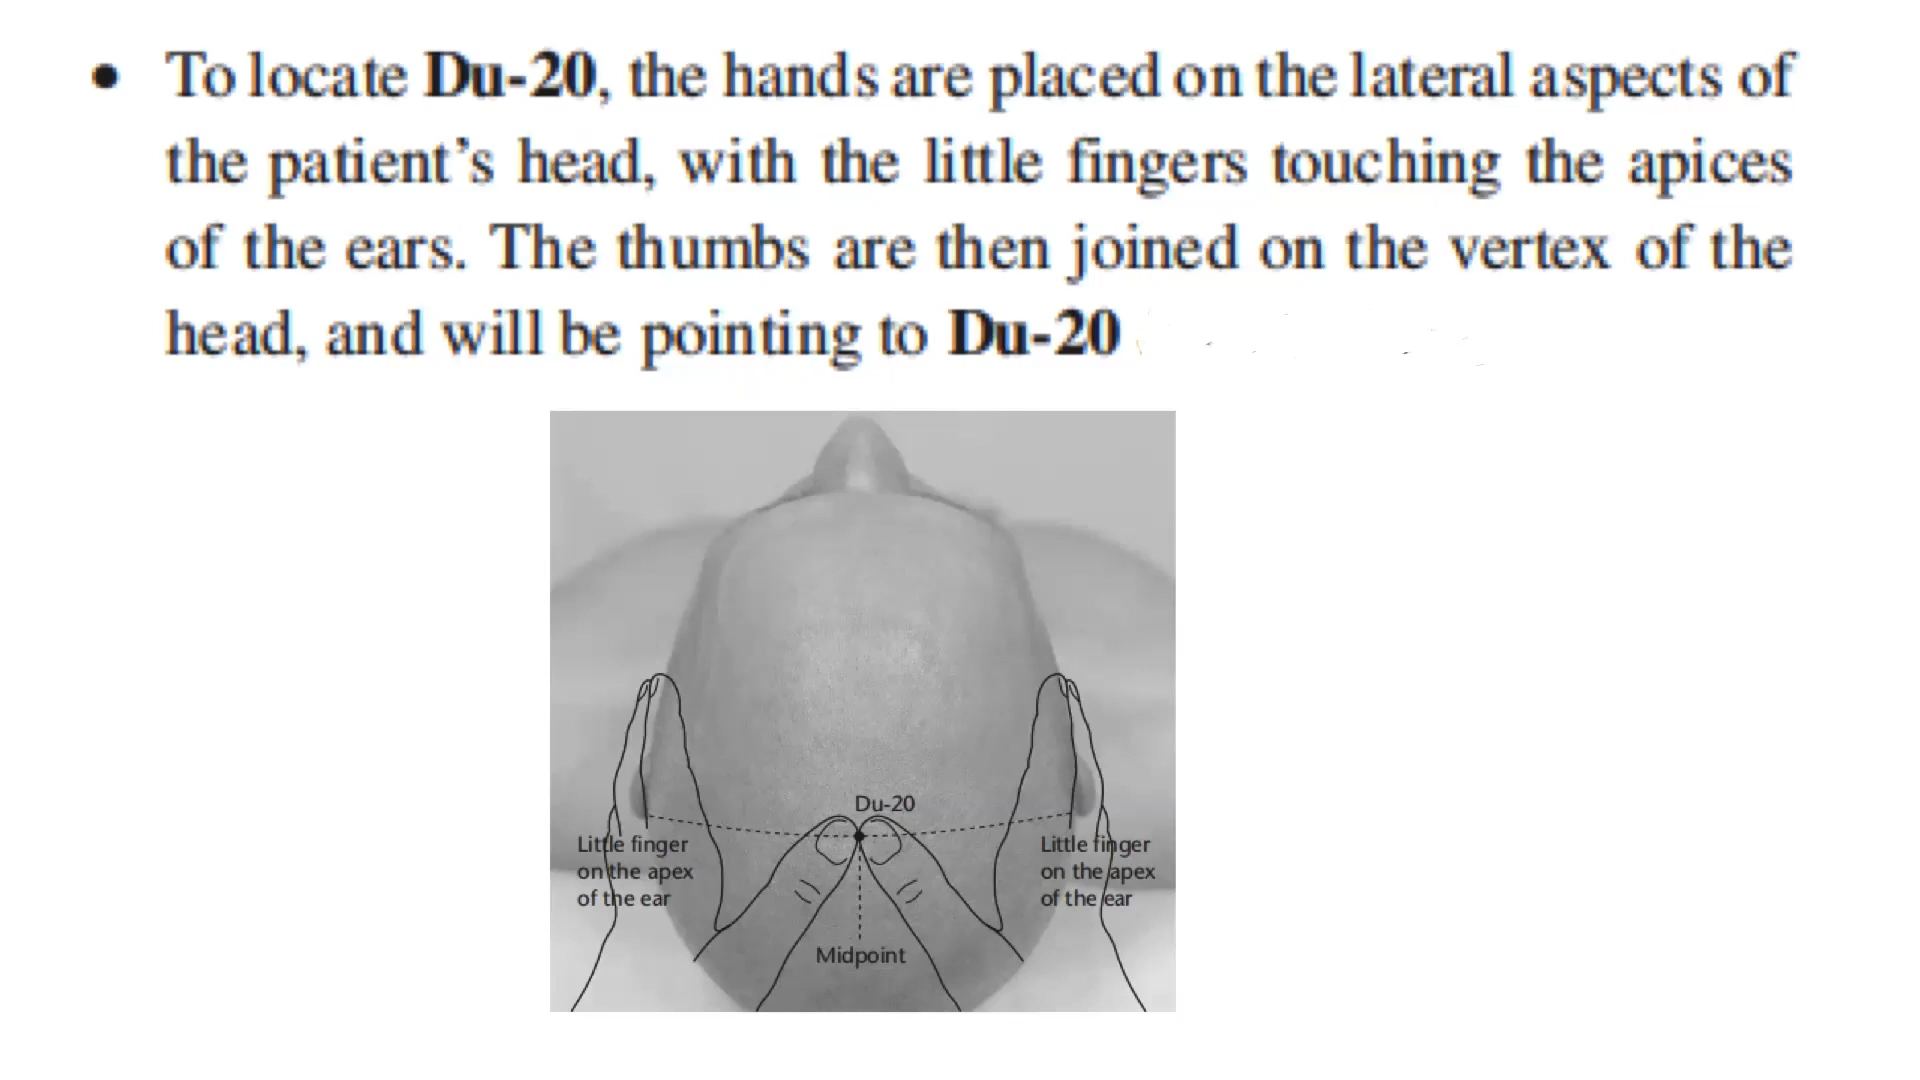 • To locate Du-20, the hands are placed on the lateral aspects of
the patient's head, with the little fingers touching the apices
of the ears. The thumbs are then joined on the vertex of the
head, and will be pointing to Du-20
Du-20
Little finger
on the apex
of the ear
Little finger
on the apex
of the ear
Midpoint